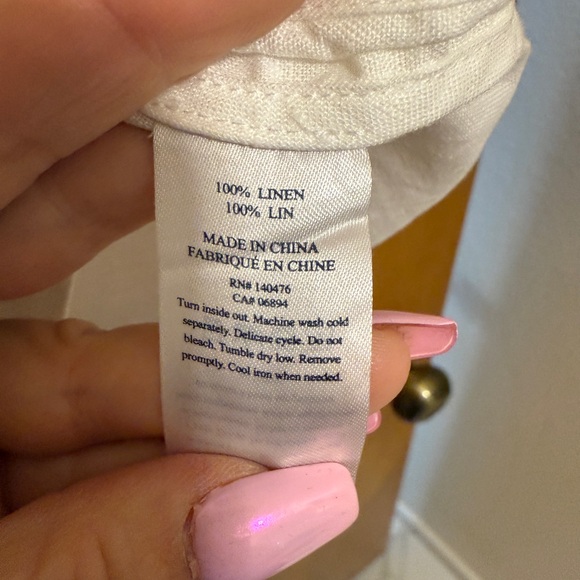 100% LINEN
100% LIN
MADE IN CHINA
FABRIQUÉ EN CHINE
RN# 140476
CA# 06894
Turn inside out. Machine wash cold
separately. Delicate cycle. Do not
bleach. Tumble dry low. Remove
promptly. Cool iron when needed.